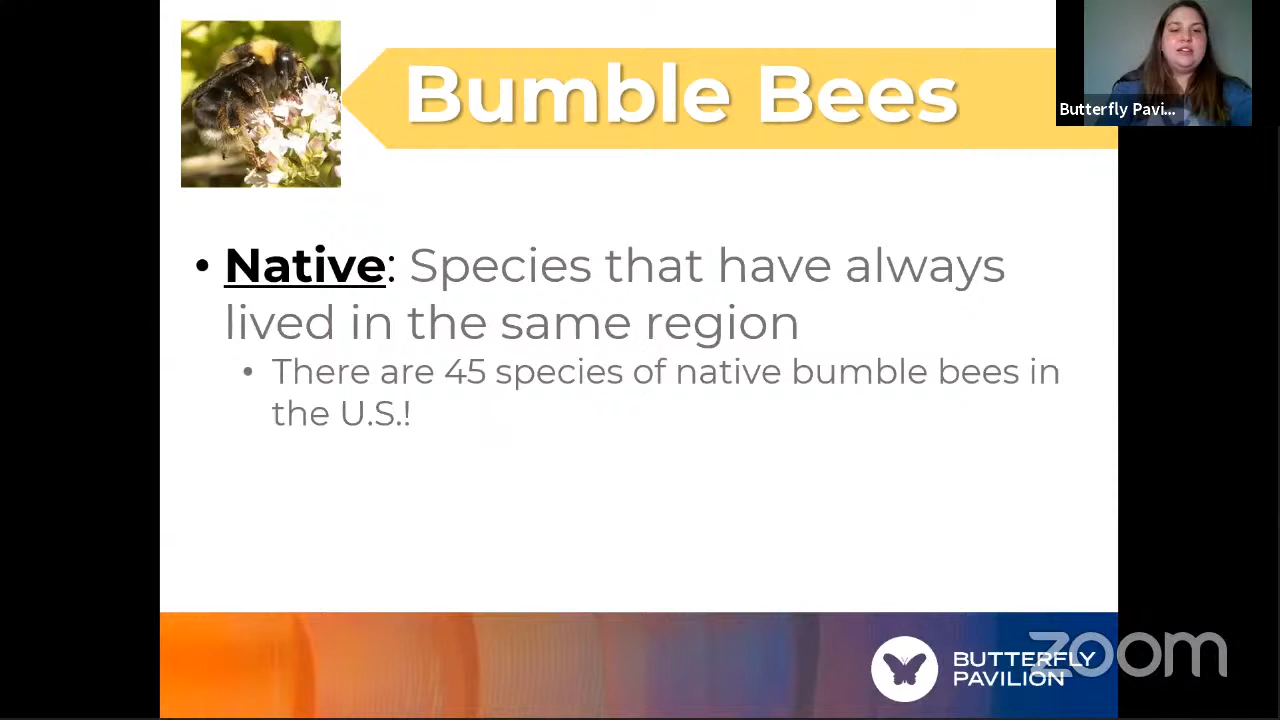 Bumble Bees
Butterfly Pavi...
• Native: Species that have always
lived in the same region
• There are 45 species of native bumble bees in
the U.S.!
BUTTERFLY
PAVILION
zoom